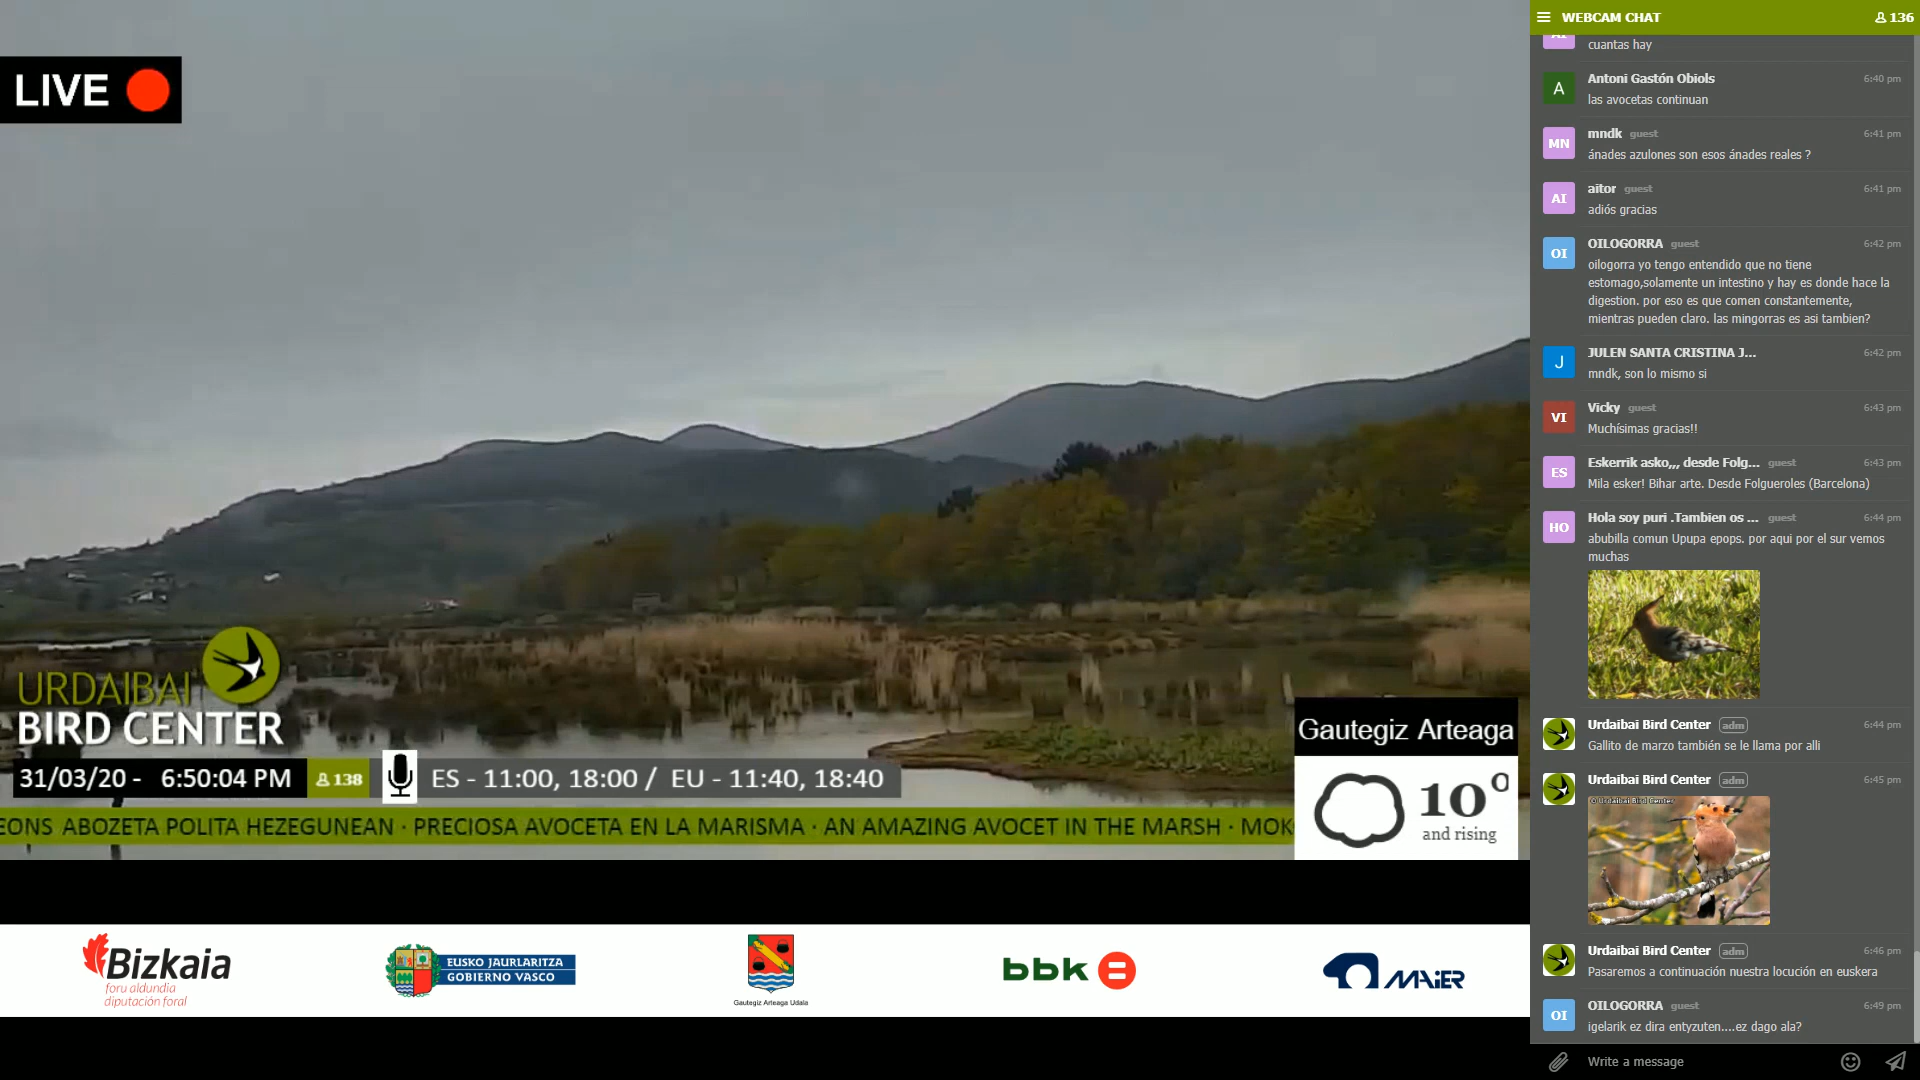 LIVE
URDAIBAI
BIRD CENTER
31/03/20 - 6:50:04 PM
138
ES - 11:00, 18:00 / EU - 11:40, 18:40
Gautegiz Arteaga
10°
and rising
EONS ABOZETA POLITA HEZEGUNEAN · PRECIOSA AVOCETA EN LA MARISMA · AN AMAZING AVOCET IN THE MARSH · MOK
Bizkaia
foru aldundia
diputación foral
EUSKO JAURLARITZA
GOBIERNO VASCO
Gautegiz Arteaga Udala
bbk
MAIER
WEBCAM CHAT
136
cuantas hay
A
Antoni Gastón Obiols
6:40 pm
las avocetas continuan
MN
mndk guest
6:41 pm
ánades azulones son esos ánades reales ?
AI
aitor guest
6:41 pm
adiós gracias
OI
OILOGORRA guest
6:42 pm
oilogorra yo tengo entendido que no tiene
estomago,solamente un intestino y hay es donde hace la
digestion. por eso es que comen constantemente,
mientras pueden claro. las mingorras es asi tambien?
J
JULEN SANTA CRISTINA J...
6:42 pm
mndk, son lo mismo si
VI
Vicky guest
6:43 pm
Muchísimas gracias!!
ES
Eskerrik asko,,, desde Folg... guest
6:43 pm
Mila esker! Bihar arte. Desde Folgueroles (Barcelona)
HO
Hola soy puri .Tambien os ... guest
6:44 pm
abubilla comun Upupa epops. por aqui por el sur vemos
muchas
Urdaibai Bird Center adm
6:44 pm
Gallito de marzo también se le llama por alli
Urdaibai Bird Center adm
6:45 pm
© Urdaibai Bird Center
Urdaibai Bird Center adm
6:46 pm
Pasaremos a continuación nuestra locución en euskera
OI
OILOGORRA guest
6:49 pm
igelarik ez dira entyzuten....ez dago ala?
Write a message